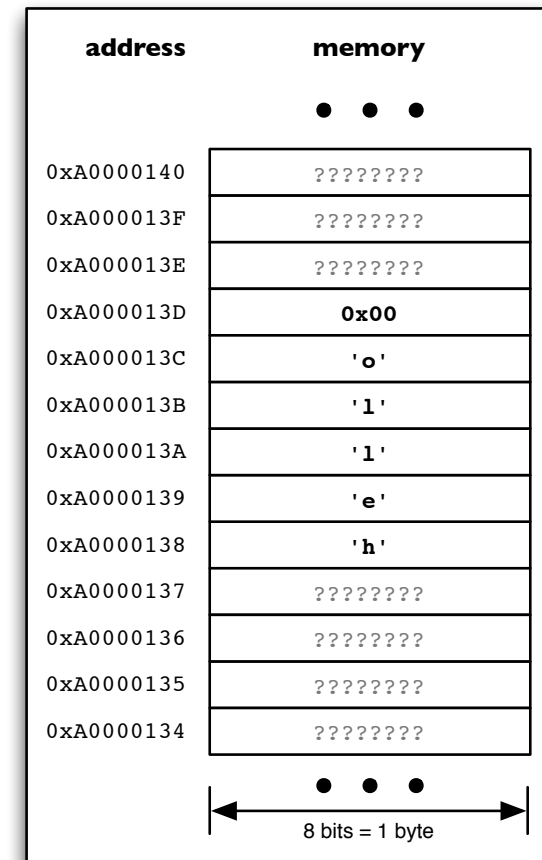 address memory
● ● ●
0xA0000140 ????????
0xA000013F ????????
0xA000013E ????????
0xA000013D 0x00
0xA000013C 'o'
0xA000013B 'l'
0xA000013A 'l'
0xA0000139 'e'
0xA0000138 'h'
0xA0000137 ????????
0xA0000136 ????????
0xA0000135 ????????
0xA0000134 ????????
● ● ●
8 bits = 1 byte